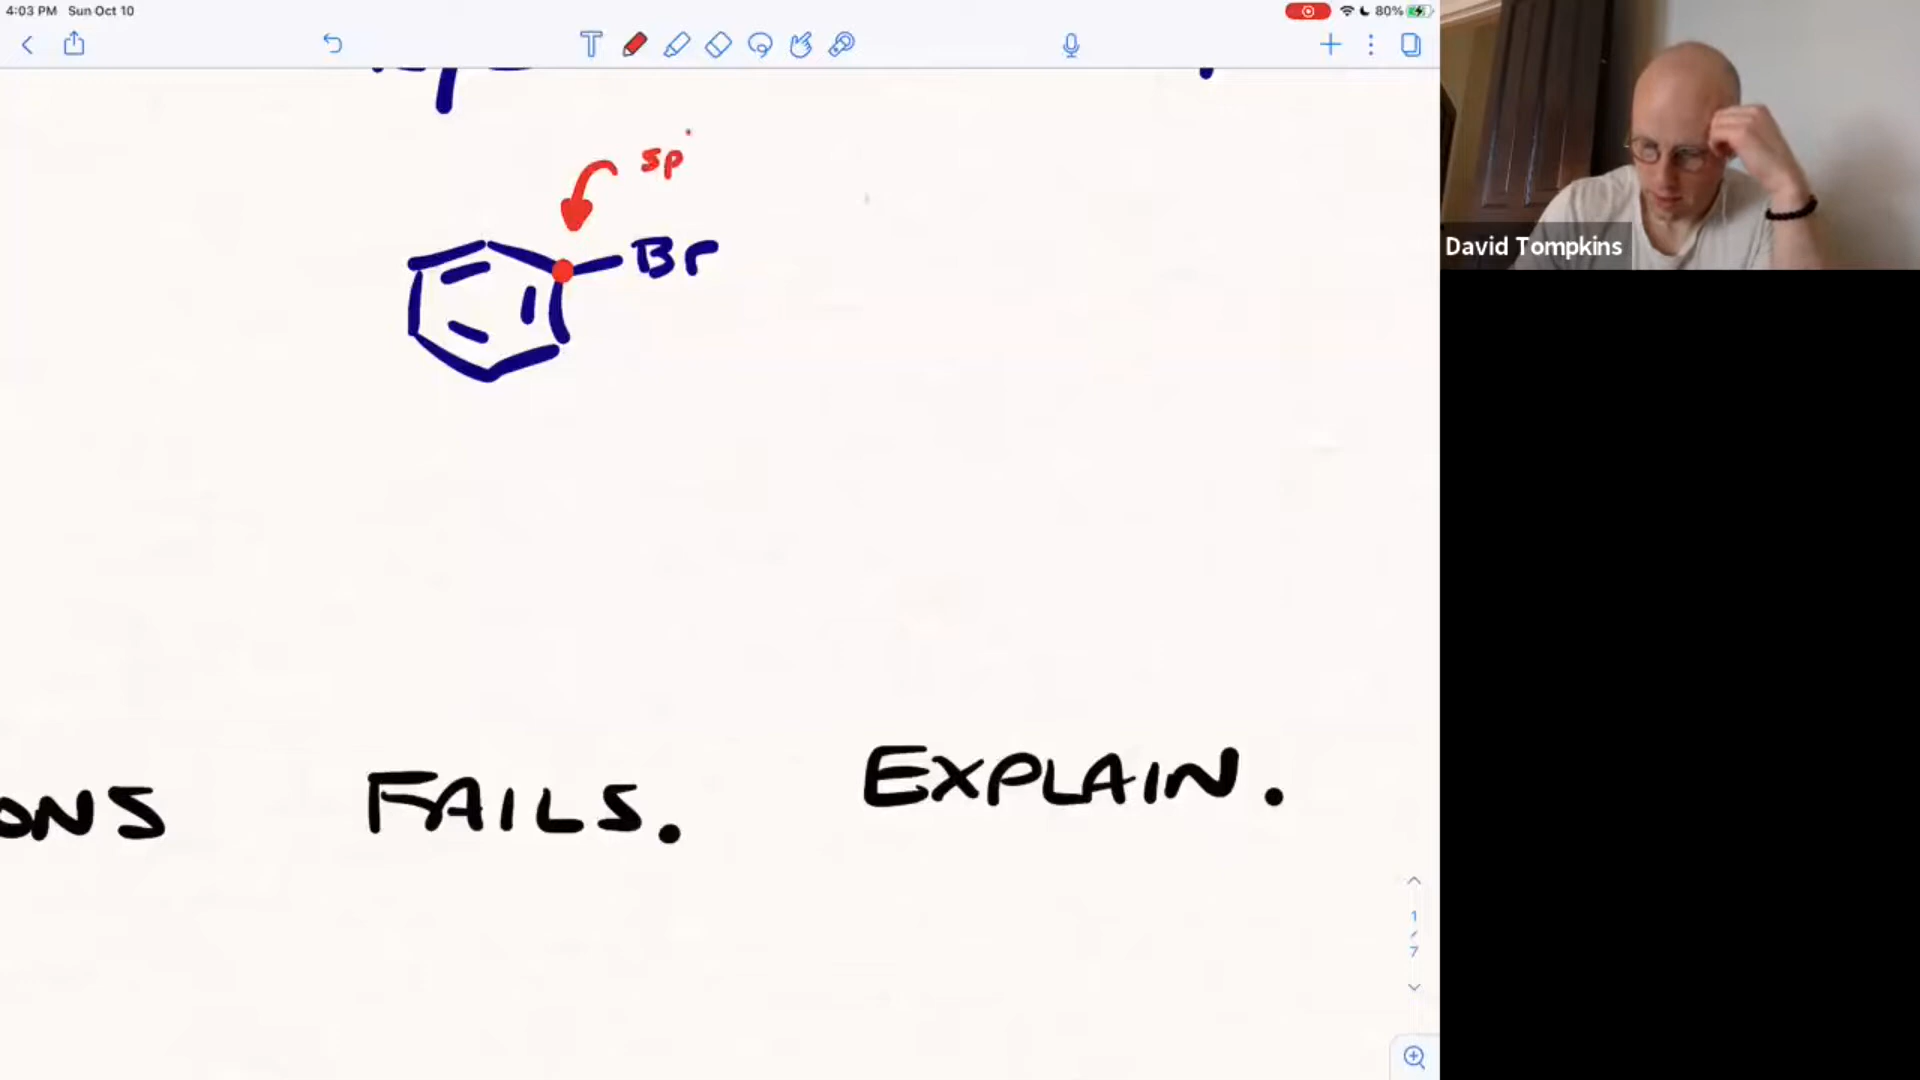 4:03 PM Sun Oct 10
80%
T
sp
Br
David Tompkins
ONS FAILS. EXPLAIN.
1
/
7